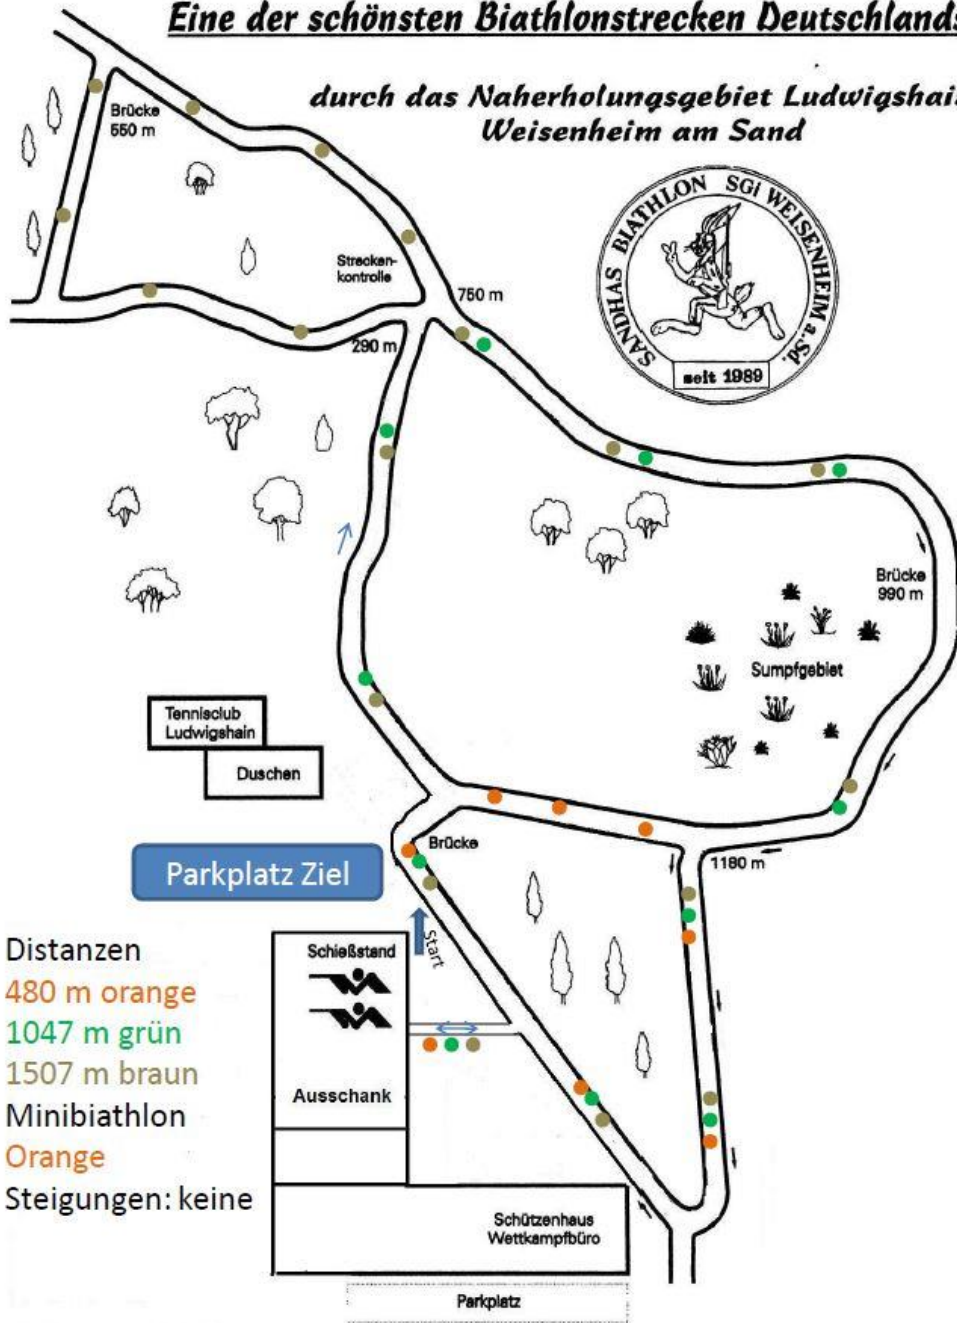 Eine der schönsten Biathlonstrecken Deutschlands
durch das Naherholungsgebiet Ludwigshain
Weisenheim am Sand
SANDHAS BIATHLON SGi WEISENHEIM a.Sd.
seit 1989
Brücke
550 m
Strecken-
kontrolle
750 m
290 m
Brücke
990 m
Sumpfgebiet
Tennisclub
Ludwigshain
Duschen
Brücke
1180 m
Parkplatz Ziel
Start
Schießstand
Ausschank
Distanzen
480 m orange
1047 m grün
1507 m braun
Minibiathlon
Orange
Steigungen: keine
Schützenhaus
Wettkampfbüro
Parkplatz